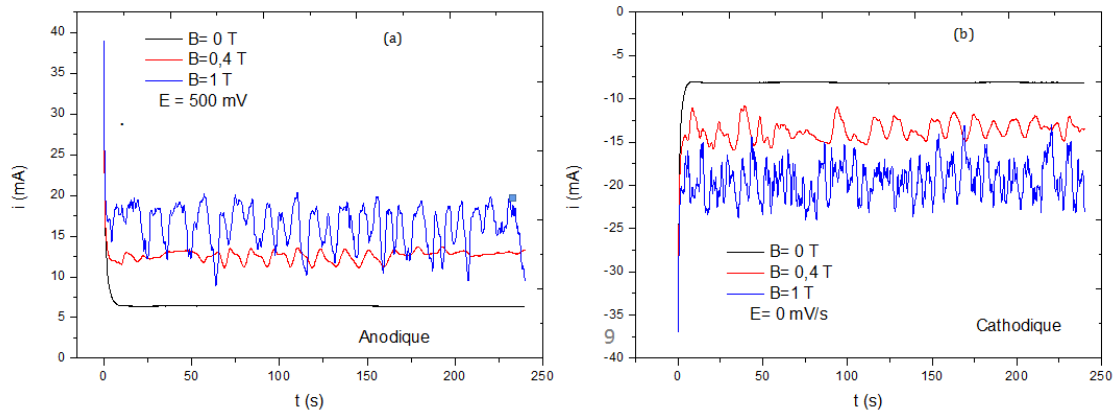 (a)
B= 0 T
B=0,4 T
B=1 T
E = 500 mV
40
35
30
25
20
15
10
5
0
i (mA)
Anodique
0
50
100
150
200
250
t (s)
(b)
0
-5
-10
-15
-20
-25
-30
-35
-40
i (mA)
B= 0 T
B= 0,4 T
B=1 T
E= 0 mV/s
9
Cathodique
0
50
100
150
200
250
t (s)